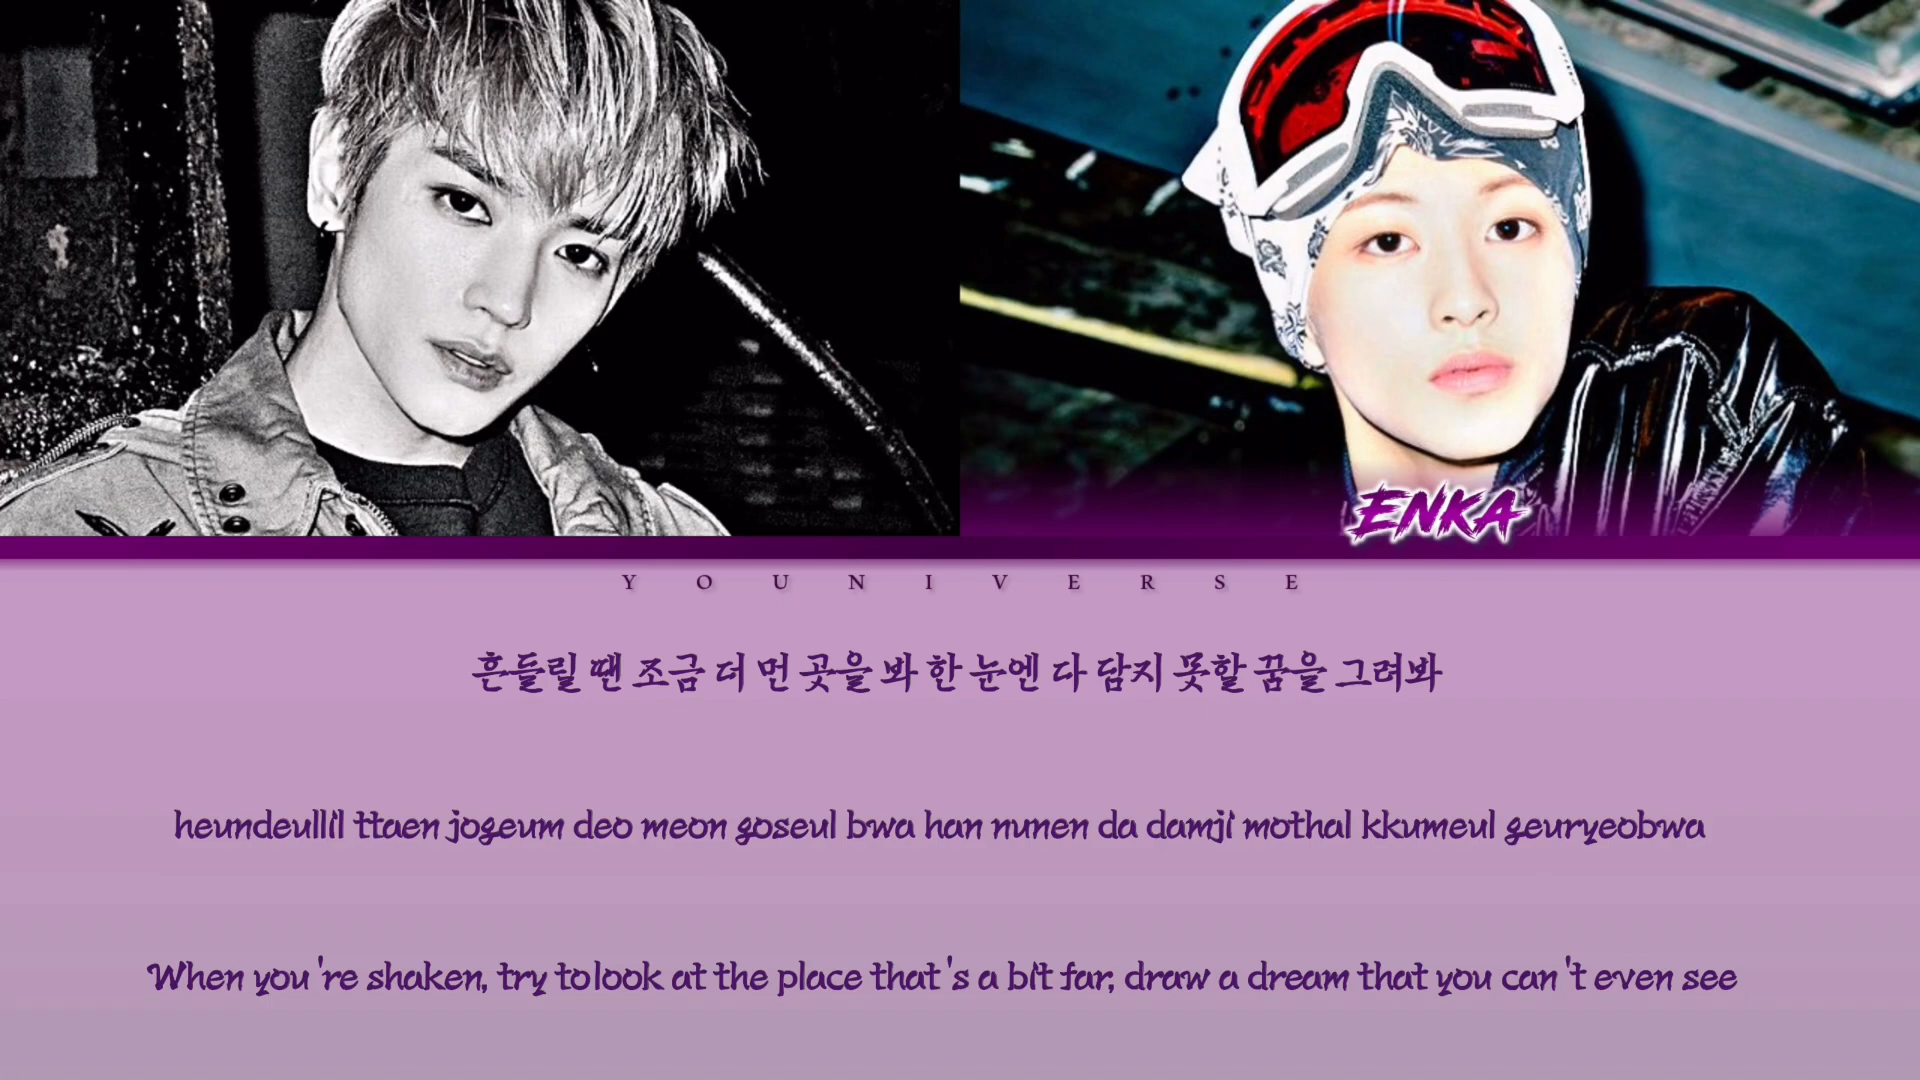 ENKA
YOUNIVERSE
흔들릴 땐 조금 더 먼 곳을 봐 한 눈엔 다 담지 못할 꿈을 그려봐
heundeullil ttaen jogeum deo meon goseul bwa han nunen da damji mothal kkumeul geuryeobwa
When you're shaken, try to look at the place that's a bit far, draw a dream that you can't even see